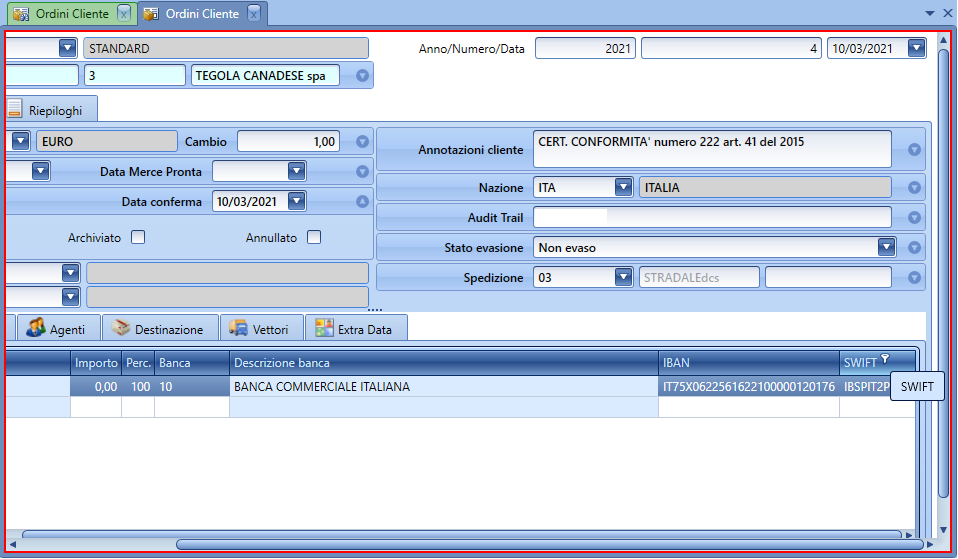 Ordini Cliente
Ordini Cliente
STANDARD
Anno/Numero/Data 2021 4 10/03/2021
3 TEGOLA CANADESE spa
Riepiloghi
EURO Cambio 1,00
Annotazioni cliente CERT. CONFORMITA' numero 222 art. 41 del 2015
Data Merce Pronta
Nazione ITA ITALIA
Data conferma 10/03/2021
Audit Trail
Archiviato Annullato
Stato evasione Non evaso
Spedizione 03 STRADALEdcs
Agenti Destinazione Vettori Extra Data
Importo Perc. Banca Descrizione banca IBAN SWIFT
0,00 100 10 BANCA COMMERCIALE ITALIANA IT75X0622561622100000120176 IBSPIT2P
SWIFT